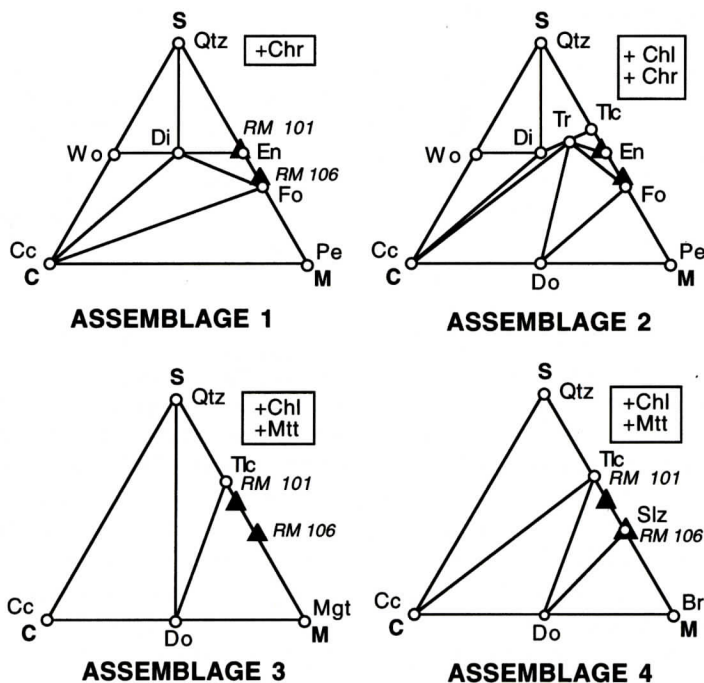 S
Qtz
+Chr
RM 101
Di
Wo
En
RM 106
Fo
Cc
Pe
C
M
ASSEMBLAGE 1
S
Qtz
+ Chl
+ Chr
Tlc
Tr
Di
Wo
En
Fo
Cc
Pe
C
Do
M
ASSEMBLAGE 2
S
Qtz
+Chl
+Mtt
Tlc
RM 101
RM 106
Cc
Mgt
C
Do
M
ASSEMBLAGE 3
S
Qtz
+Chl
+Mtt
Tlc
RM 101
Slz
RM 106
Cc
Br
C
Do
M
ASSEMBLAGE 4